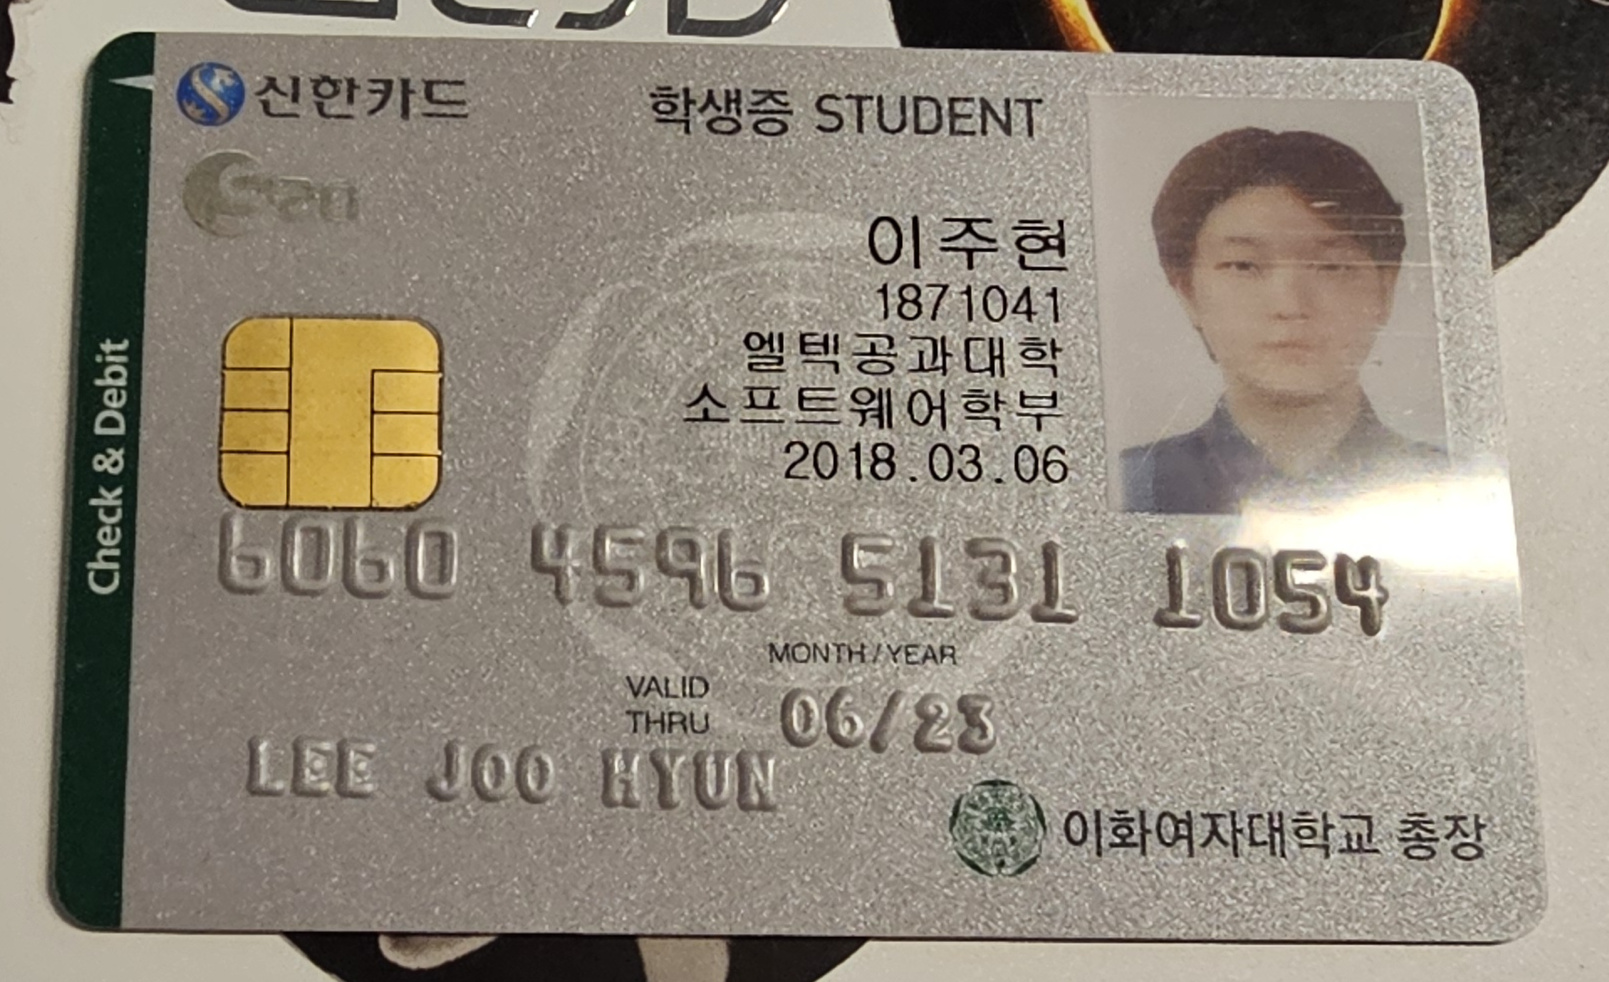 신한카드
학생증 STUDENT
이주현
1871041
엘텍공과대학
소프트웨어학부
2018.03.06
Check & Debit
6060 4596 5131 1054
MONTH/YEAR
VALID
THRU
06/23
LEE JOO HYUN
이화여자대학교 총장